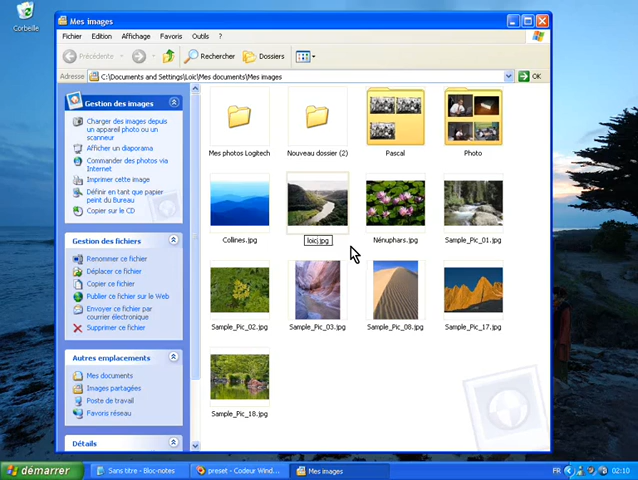 Corbeille
Mes images
Fichier Edition Affichage Favoris Outils ?
Précédente Rechercher Dossiers
Adresse C:\Documents and Settings\Loïc\Mes documents\Mes images OK
Gestion des images
Charger des images depuis
un appareil photo ou un
scanneur
Afficher un diaporama
Commander des photos via
Internet
Imprimer cette image
Définir en tant que papier
peint du Bureau
Copier sur le CD
Gestion des fichiers
Renommer ce fichier
Déplacer ce fichier
Copier ce fichier
Publier ce fichier sur le Web
Envoyer ce fichier par
courrier électronique
Supprimer ce fichier
Autres emplacements
Mes documents
Images partagées
Poste de travail
Favoris réseau
Détails
Mes photos Logitech Nouveau dossier (2) Pascal Photo
Collines.jpg loic.jpg Nénuphars.jpg Sample_Pic_01.jpg
Sample_Pic_02.jpg Sample_Pic_03.jpg Sample_Pic_08.jpg Sample_Pic_17.jpg
Sample_Pic_18.jpg
démarrer Sans titre - Bloc-notes preset - Codeur Wind... Mes images FR 02:10